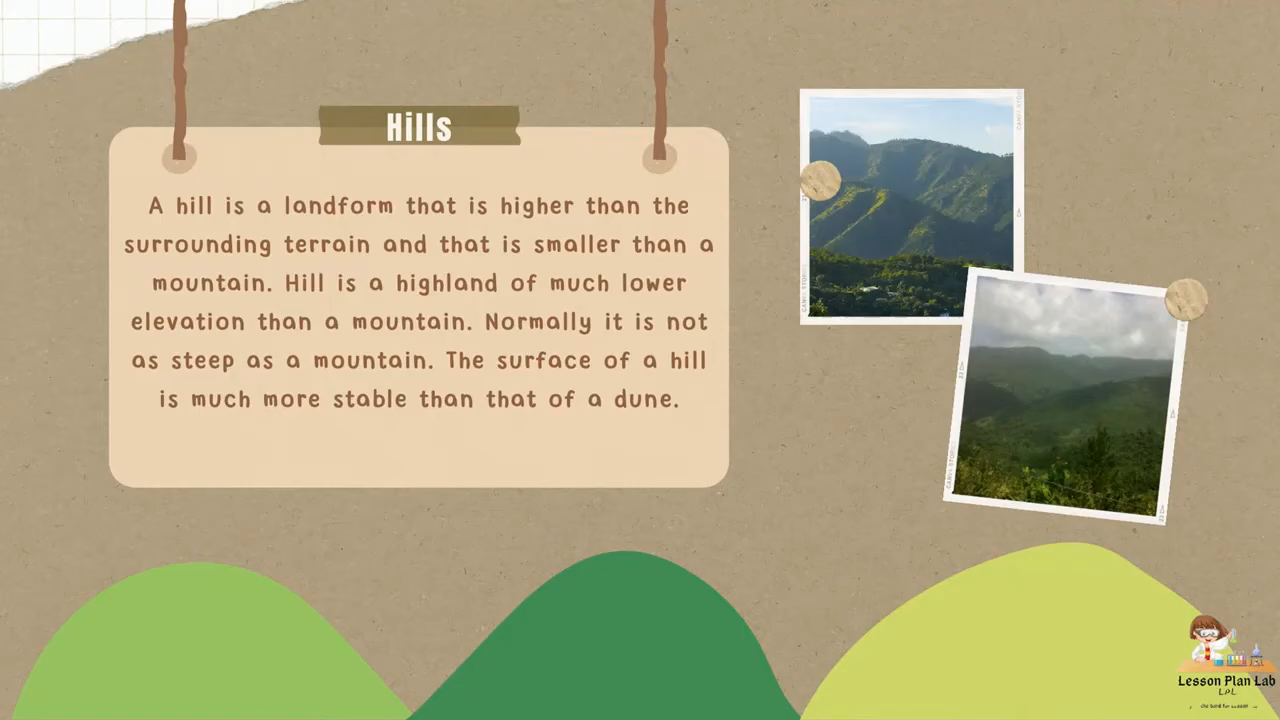 Hills
A hill is a landform that is higher than the
surrounding terrain and that is smaller than a
mountain. Hill is a highland of much lower
elevation than a mountain. Normally it is not
as steep as a mountain. The surface of a hill
is much more stable than that of a dune.
Lesson Plan Lab
LPL